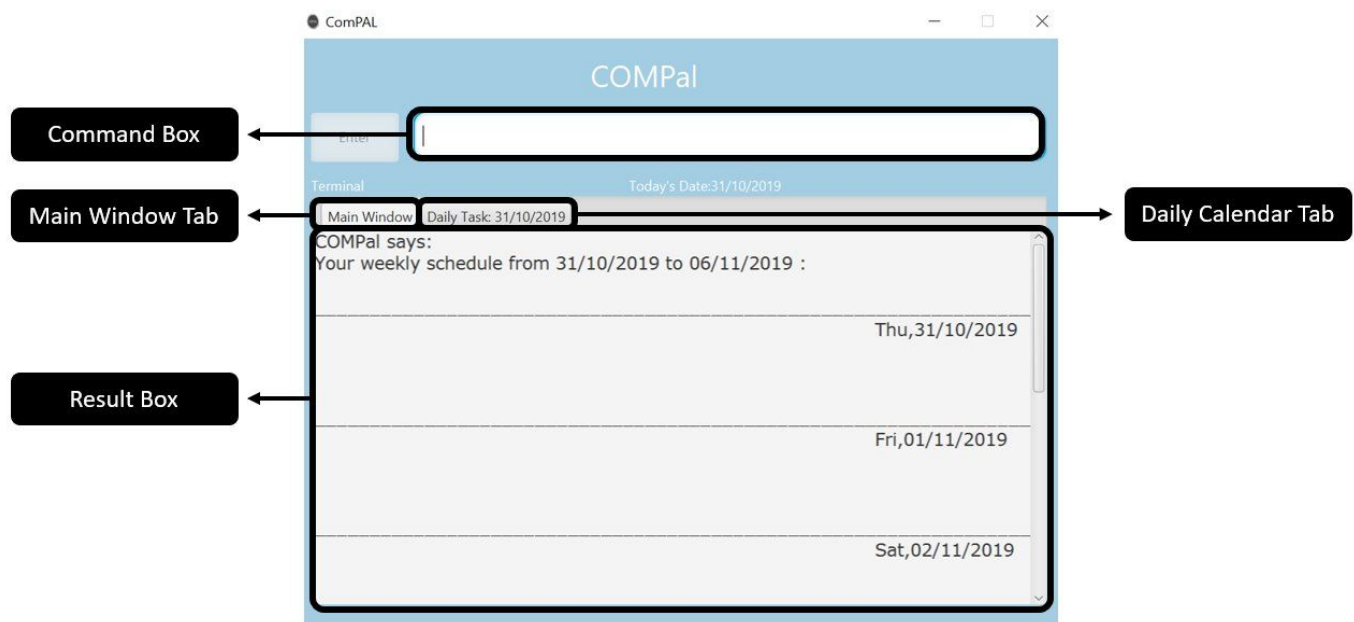 ComPAL
COMPal
Command Box
Enter
Terminal
Today's Date:31/10/2019
Main Window Tab
Main Window
Daily Task: 31/10/2019
Daily Calendar Tab
COMPal says:
Your weekly schedule from 31/10/2019 to 06/11/2019 :
Thu,31/10/2019
Result Box
Fri,01/11/2019
Sat,02/11/2019